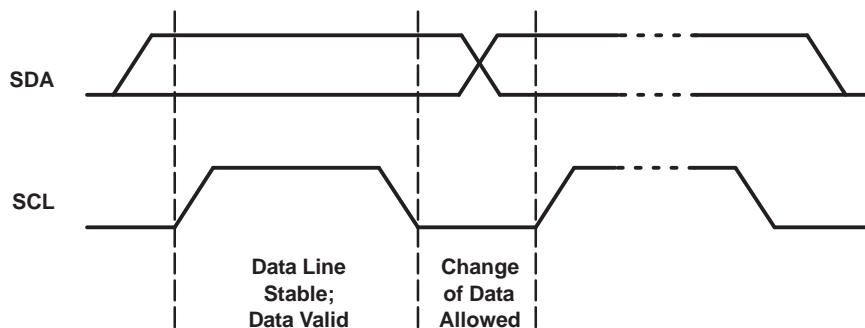 SDA
SCL
Data Line
Stable;
Data Valid
Change
of Data
Allowed